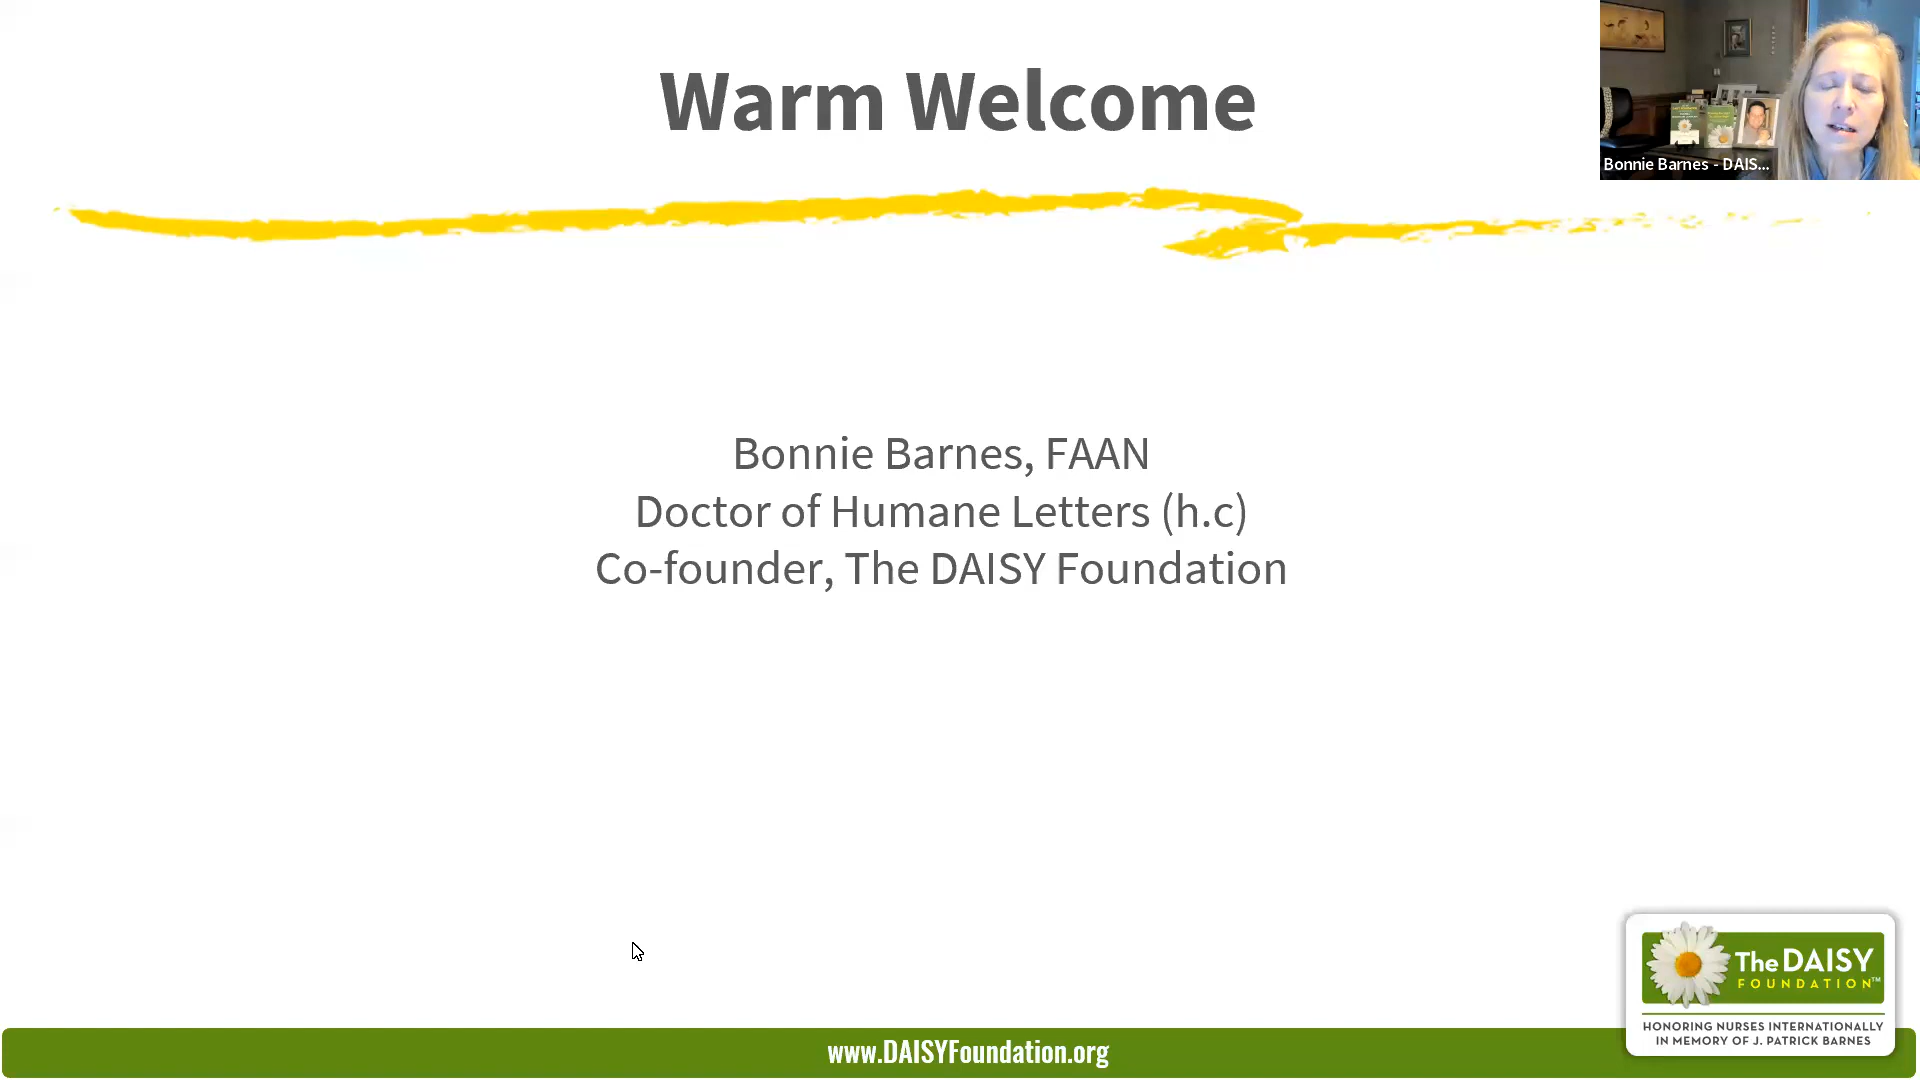 Warm Welcome
Bonnie Barnes - DAIS...
Bonnie Barnes, FAAN
Doctor of Humane Letters (h.c)
Co-founder, The DAISY Foundation
The DAISY
FOUNDATION™
HONORING NURSES INTERNATIONALLY
IN MEMORY OF J. PATRICK BARNES
www.DAISYFoundation.org